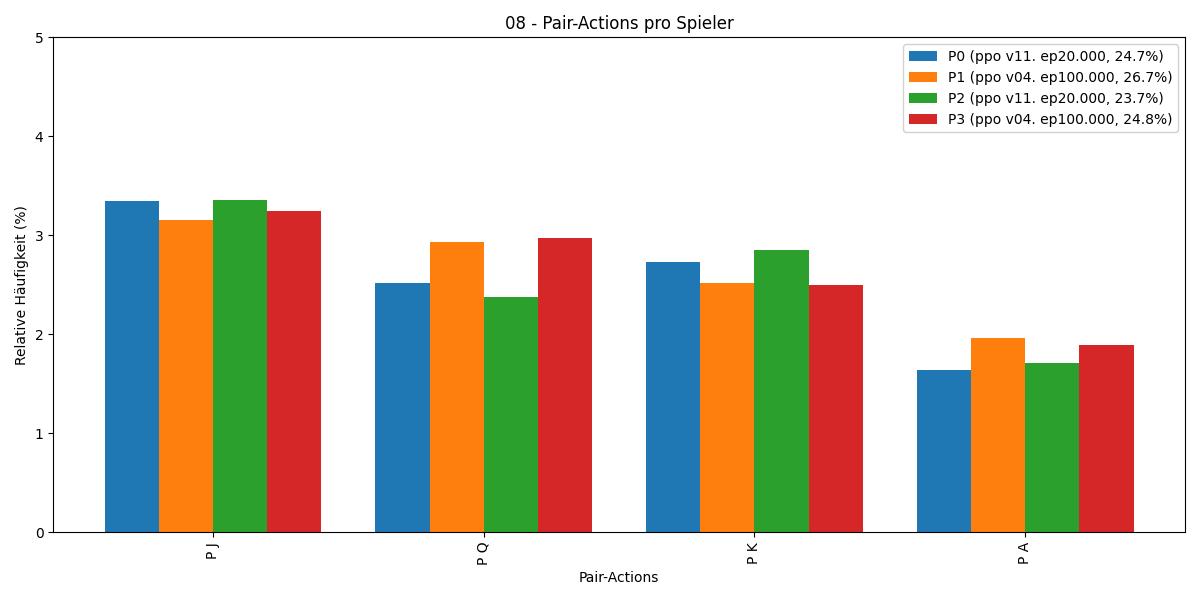 08 - Pair-Actions pro Spieler
Relative Häufigkeit (%)
5
4
3
2
1
0
P0 (ppo v11. ep20.000, 24.7%)
P1 (ppo v04. ep100.000, 26.7%)
P2 (ppo v11. ep20.000, 23.7%)
P3 (ppo v04. ep100.000, 24.8%)
P J
P Q
P K
P A
Pair-Actions